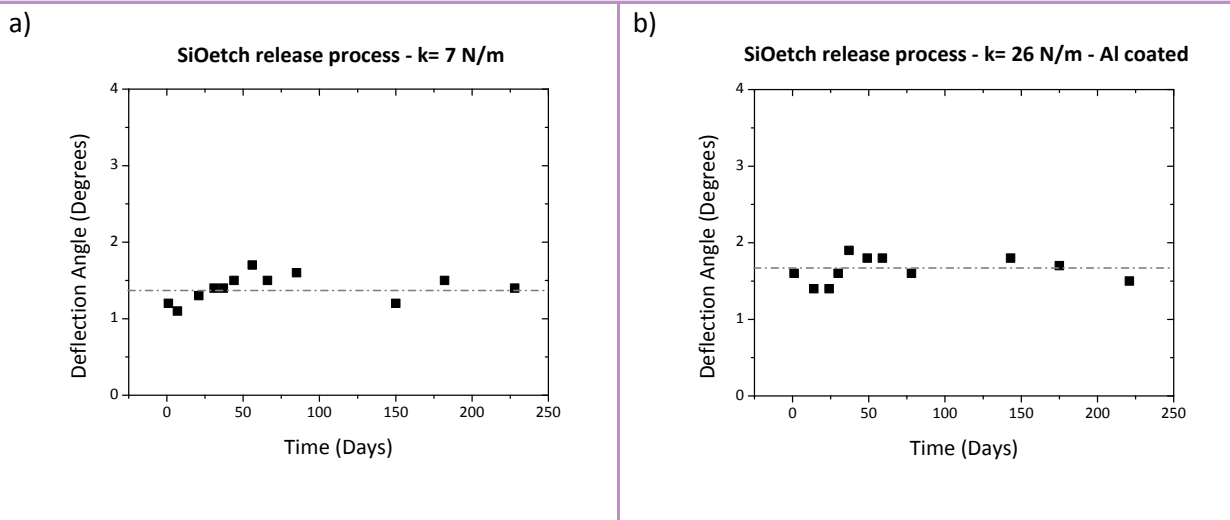 a)
SiOetch release process - k= 7 N/m
4
3
2
1
0
Deflection Angle (Degrees)
0 50 100 150 200 250
Time (Days)
b)
SiOetch release process - k= 26 N/m - Al coated
4
3
2
1
0
Deflection Angle (Degrees)
0 50 100 150 200 250
Time (Days)